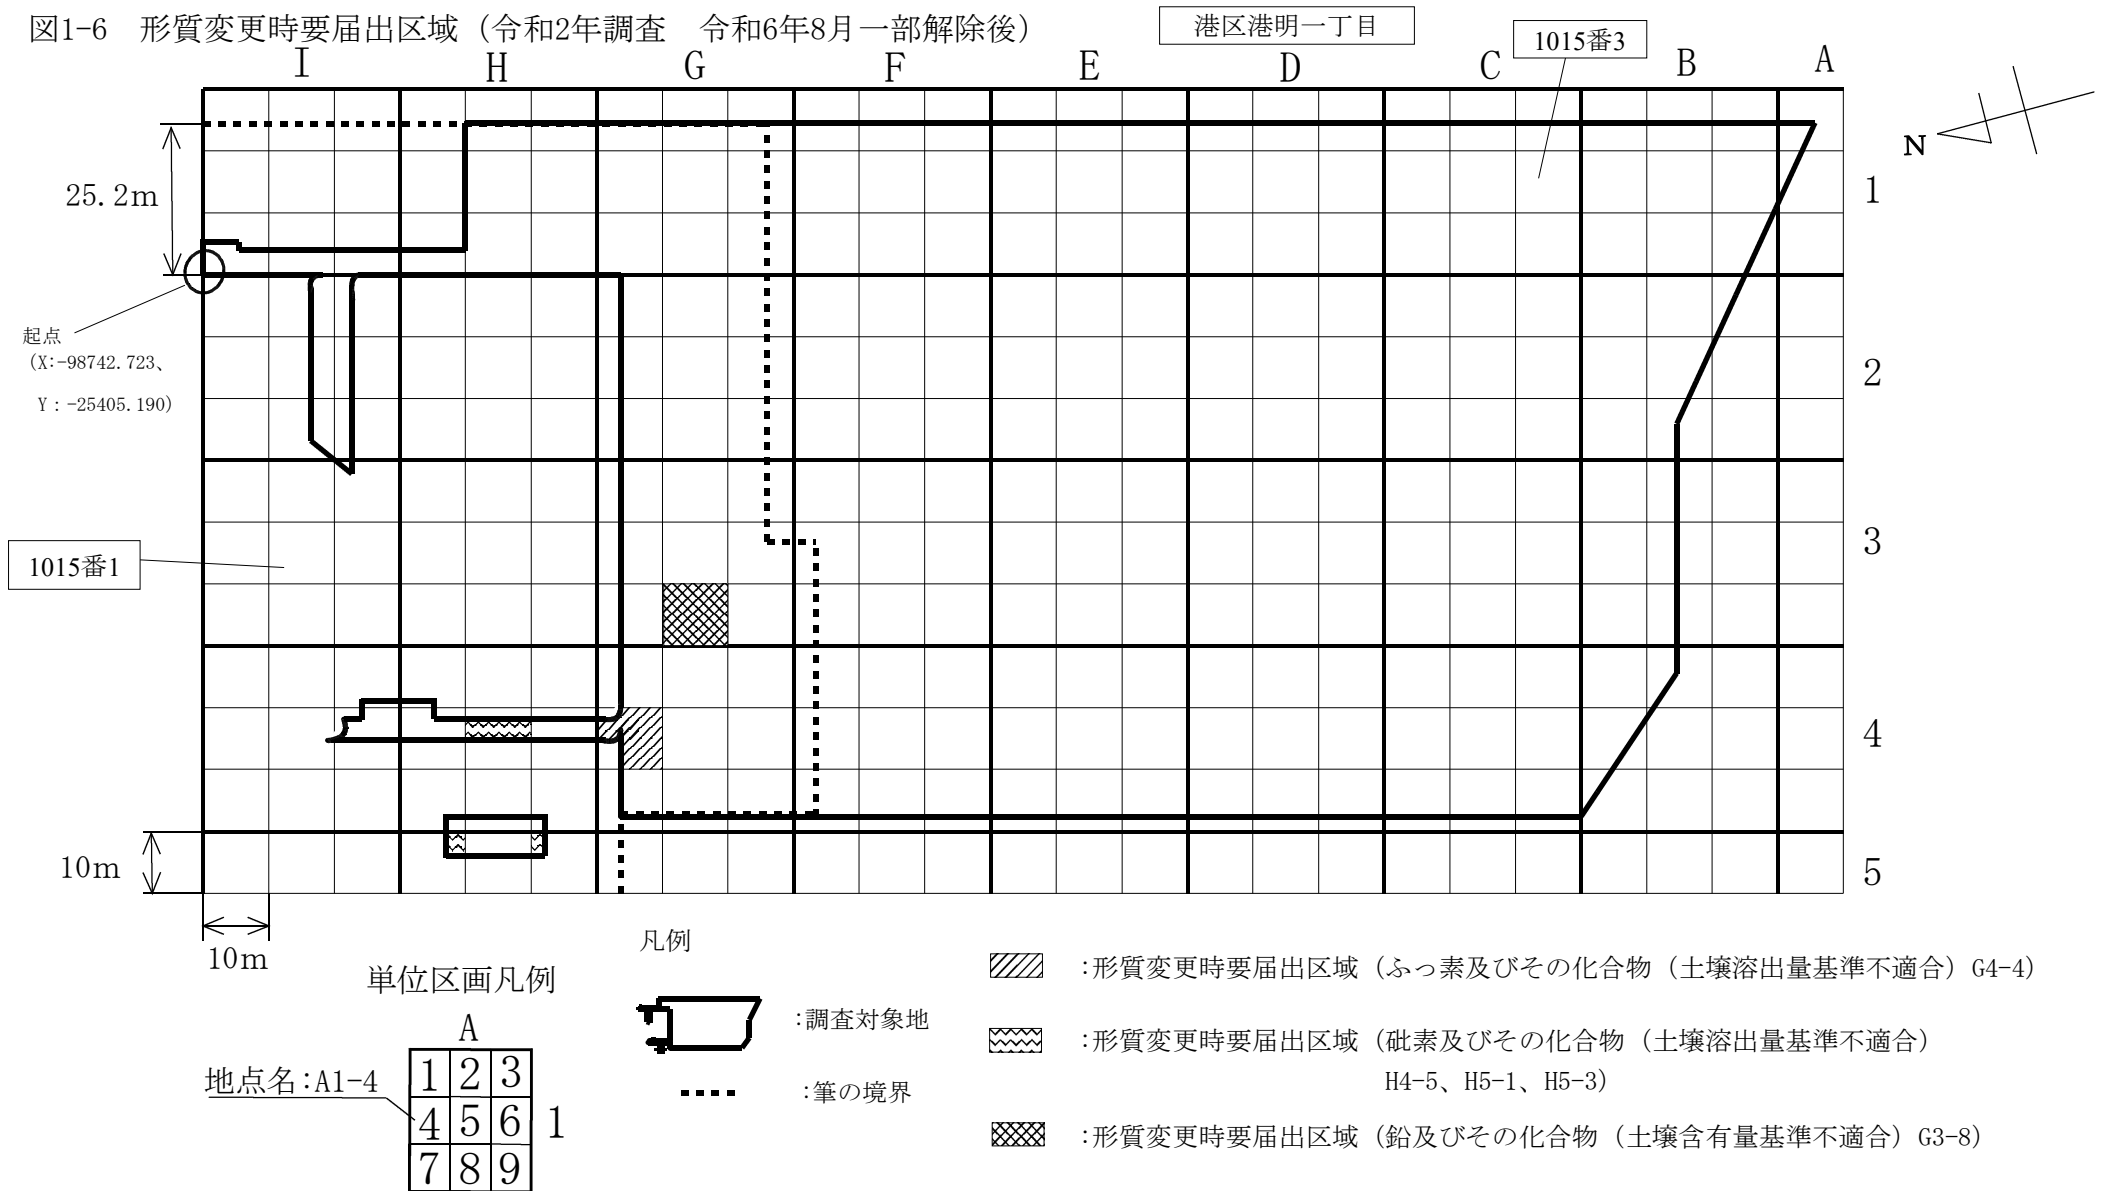 図1-6　形質変更時要届出区域（令和2年調査　令和6年8月一部解除後）
港区港明一丁目
1015番3
I H G F E D C B A
N
25.2m
1
起点
（X:-98742.723、
Y：-25405.190）
2
1015番1
3
4
10m
5
10m
凡例
単位区画凡例
A
地点名:A1-4
1 2 3
4 5 6
7 8 9
1
:調査対象地
:筆の境界
:形質変更時要届出区域（ふっ素及びその化合物（土壌溶出量基準不適合）G4-4）
:形質変更時要届出区域（砒素及びその化合物（土壌溶出量基準不適合）
H4-5、H5-1、H5-3）
:形質変更時要届出区域（鉛及びその化合物（土壌含有量基準不適合）G3-8）